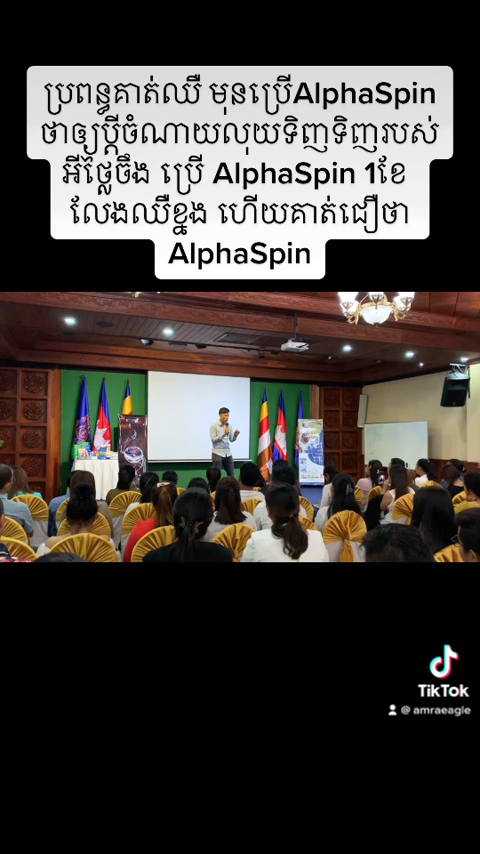 ប្រពន្ធគាត់ឈឺ មុនប្រើAlphaSpin
ថាឲ្យប្តីចំណាយលុយទិញទិញរបស់
អីថ្លៃចឹង ប្រើ AlphaSpin 1ខែ
លែងឈឺខ្នង ហើយគាត់ជឿថា
AlphaSpin
TikTok
@ amraeagle